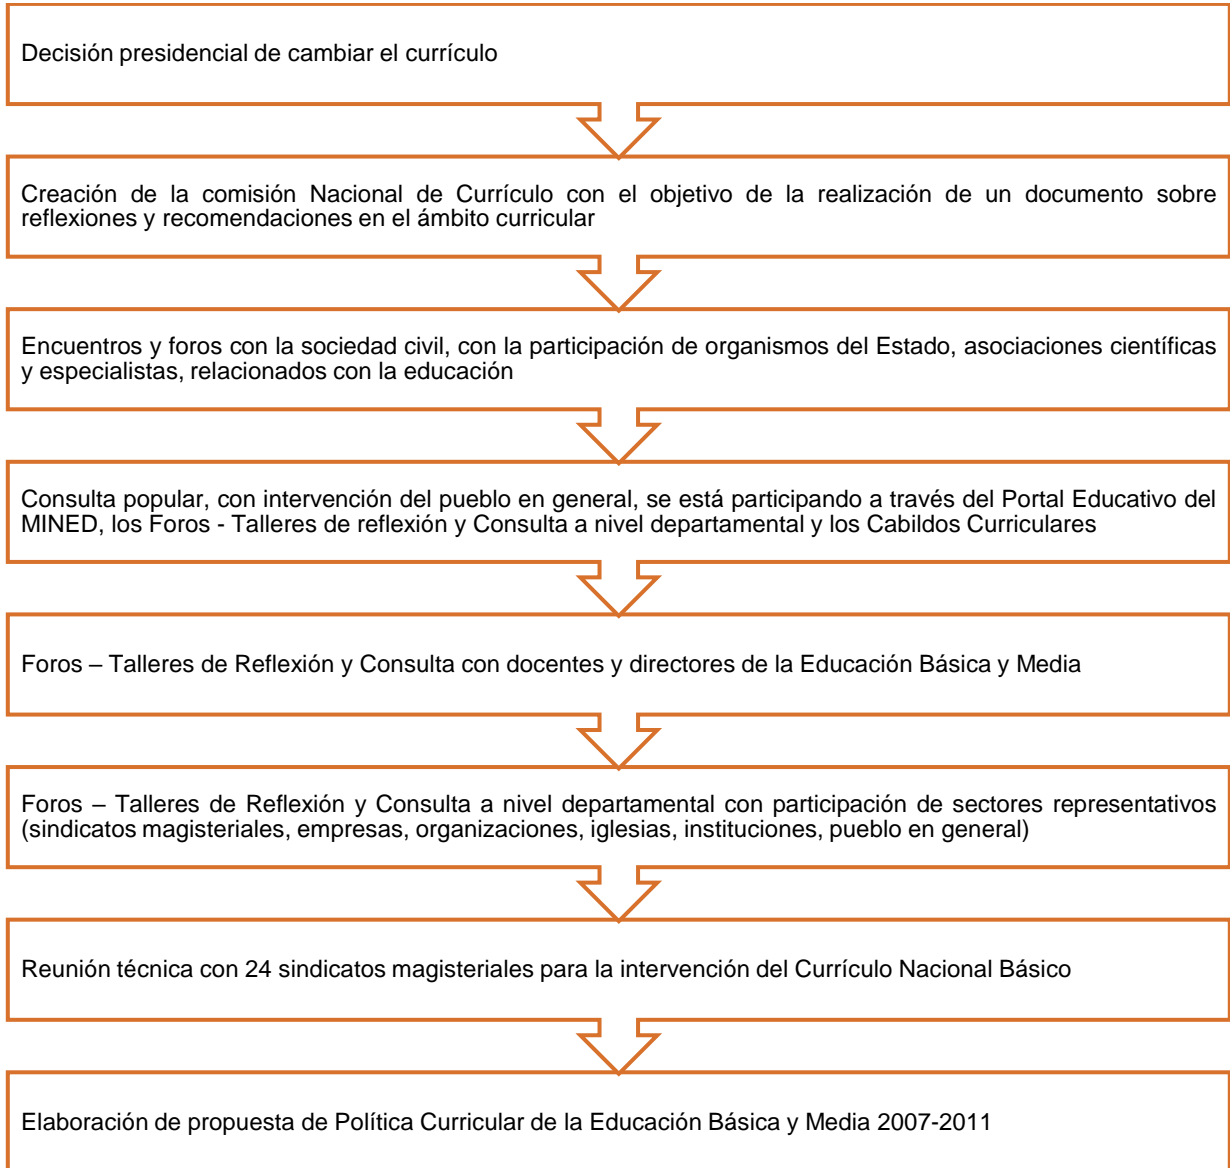 Decisión presidencial de cambiar el currículo
Creación de la comisión Nacional de Currículo con el objetivo de la realización de un documento sobre
reflexiones y recomendaciones en el ámbito curricular
Encuentros y foros con la sociedad civil, con la participación de organismos del Estado, asociaciones científicas
y especialistas, relacionados con la educación
Consulta popular, con intervención del pueblo en general, se está participando a través del Portal Educativo del
MINED, los Foros - Talleres de reflexión y Consulta a nivel departamental y los Cabildos Curriculares
Foros – Talleres de Reflexión y Consulta con docentes y directores de la Educación Básica y Media
Foros – Talleres de Reflexión y Consulta a nivel departamental con participación de sectores representativos
(sindicatos magisteriales, empresas, organizaciones, iglesias, instituciones, pueblo en general)
Reunión técnica con 24 sindicatos magisteriales para la intervención del Currículo Nacional Básico
Elaboración de propuesta de Política Curricular de la Educación Básica y Media 2007-2011